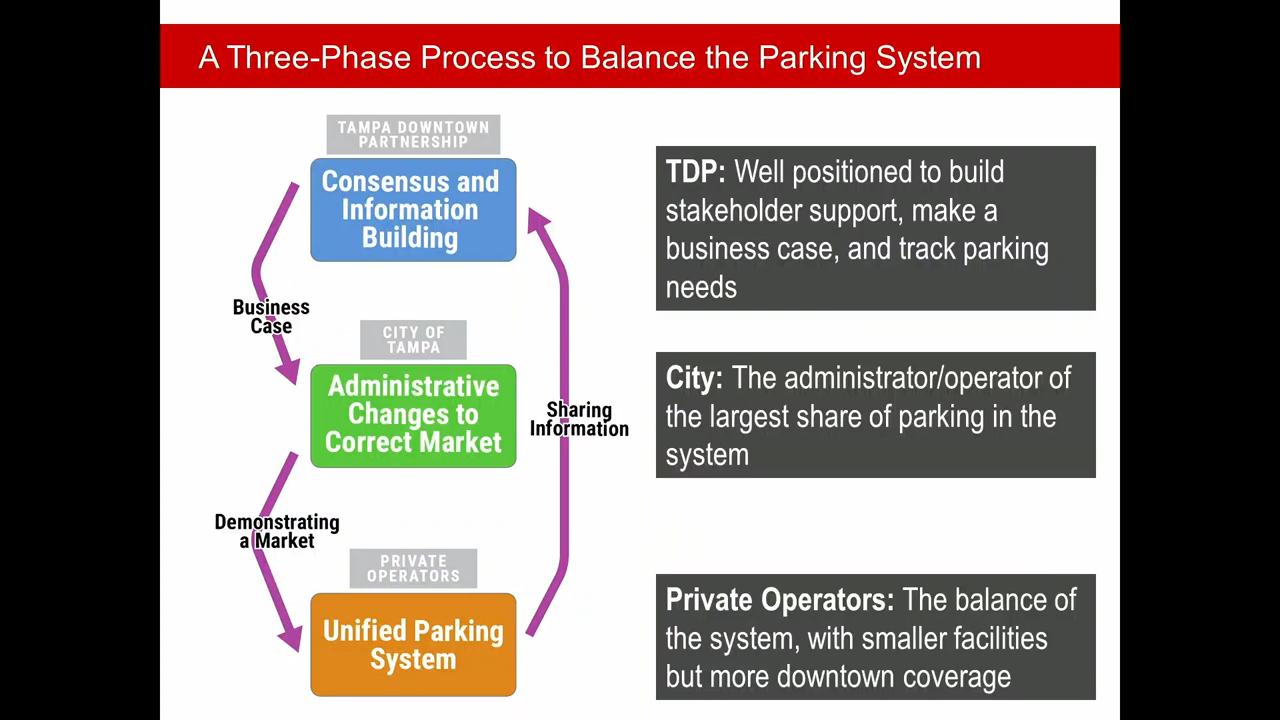 A Three-Phase Process to Balance the Parking System
TAMPA DOWNTOWN
PARTNERSHIP
Consensus and
Information
Building
Business
Case
CITY OF
TAMPA
Administrative
Changes to
Correct Market
Sharing
Information
Demonstrating
a Market
PRIVATE
OPERATORS
Unified Parking
System
TDP: Well positioned to build
stakeholder support, make a
business case, and track parking
needs
City: The administrator/operator of
the largest share of parking in the
system
Private Operators: The balance of
the system, with smaller facilities
but more downtown coverage